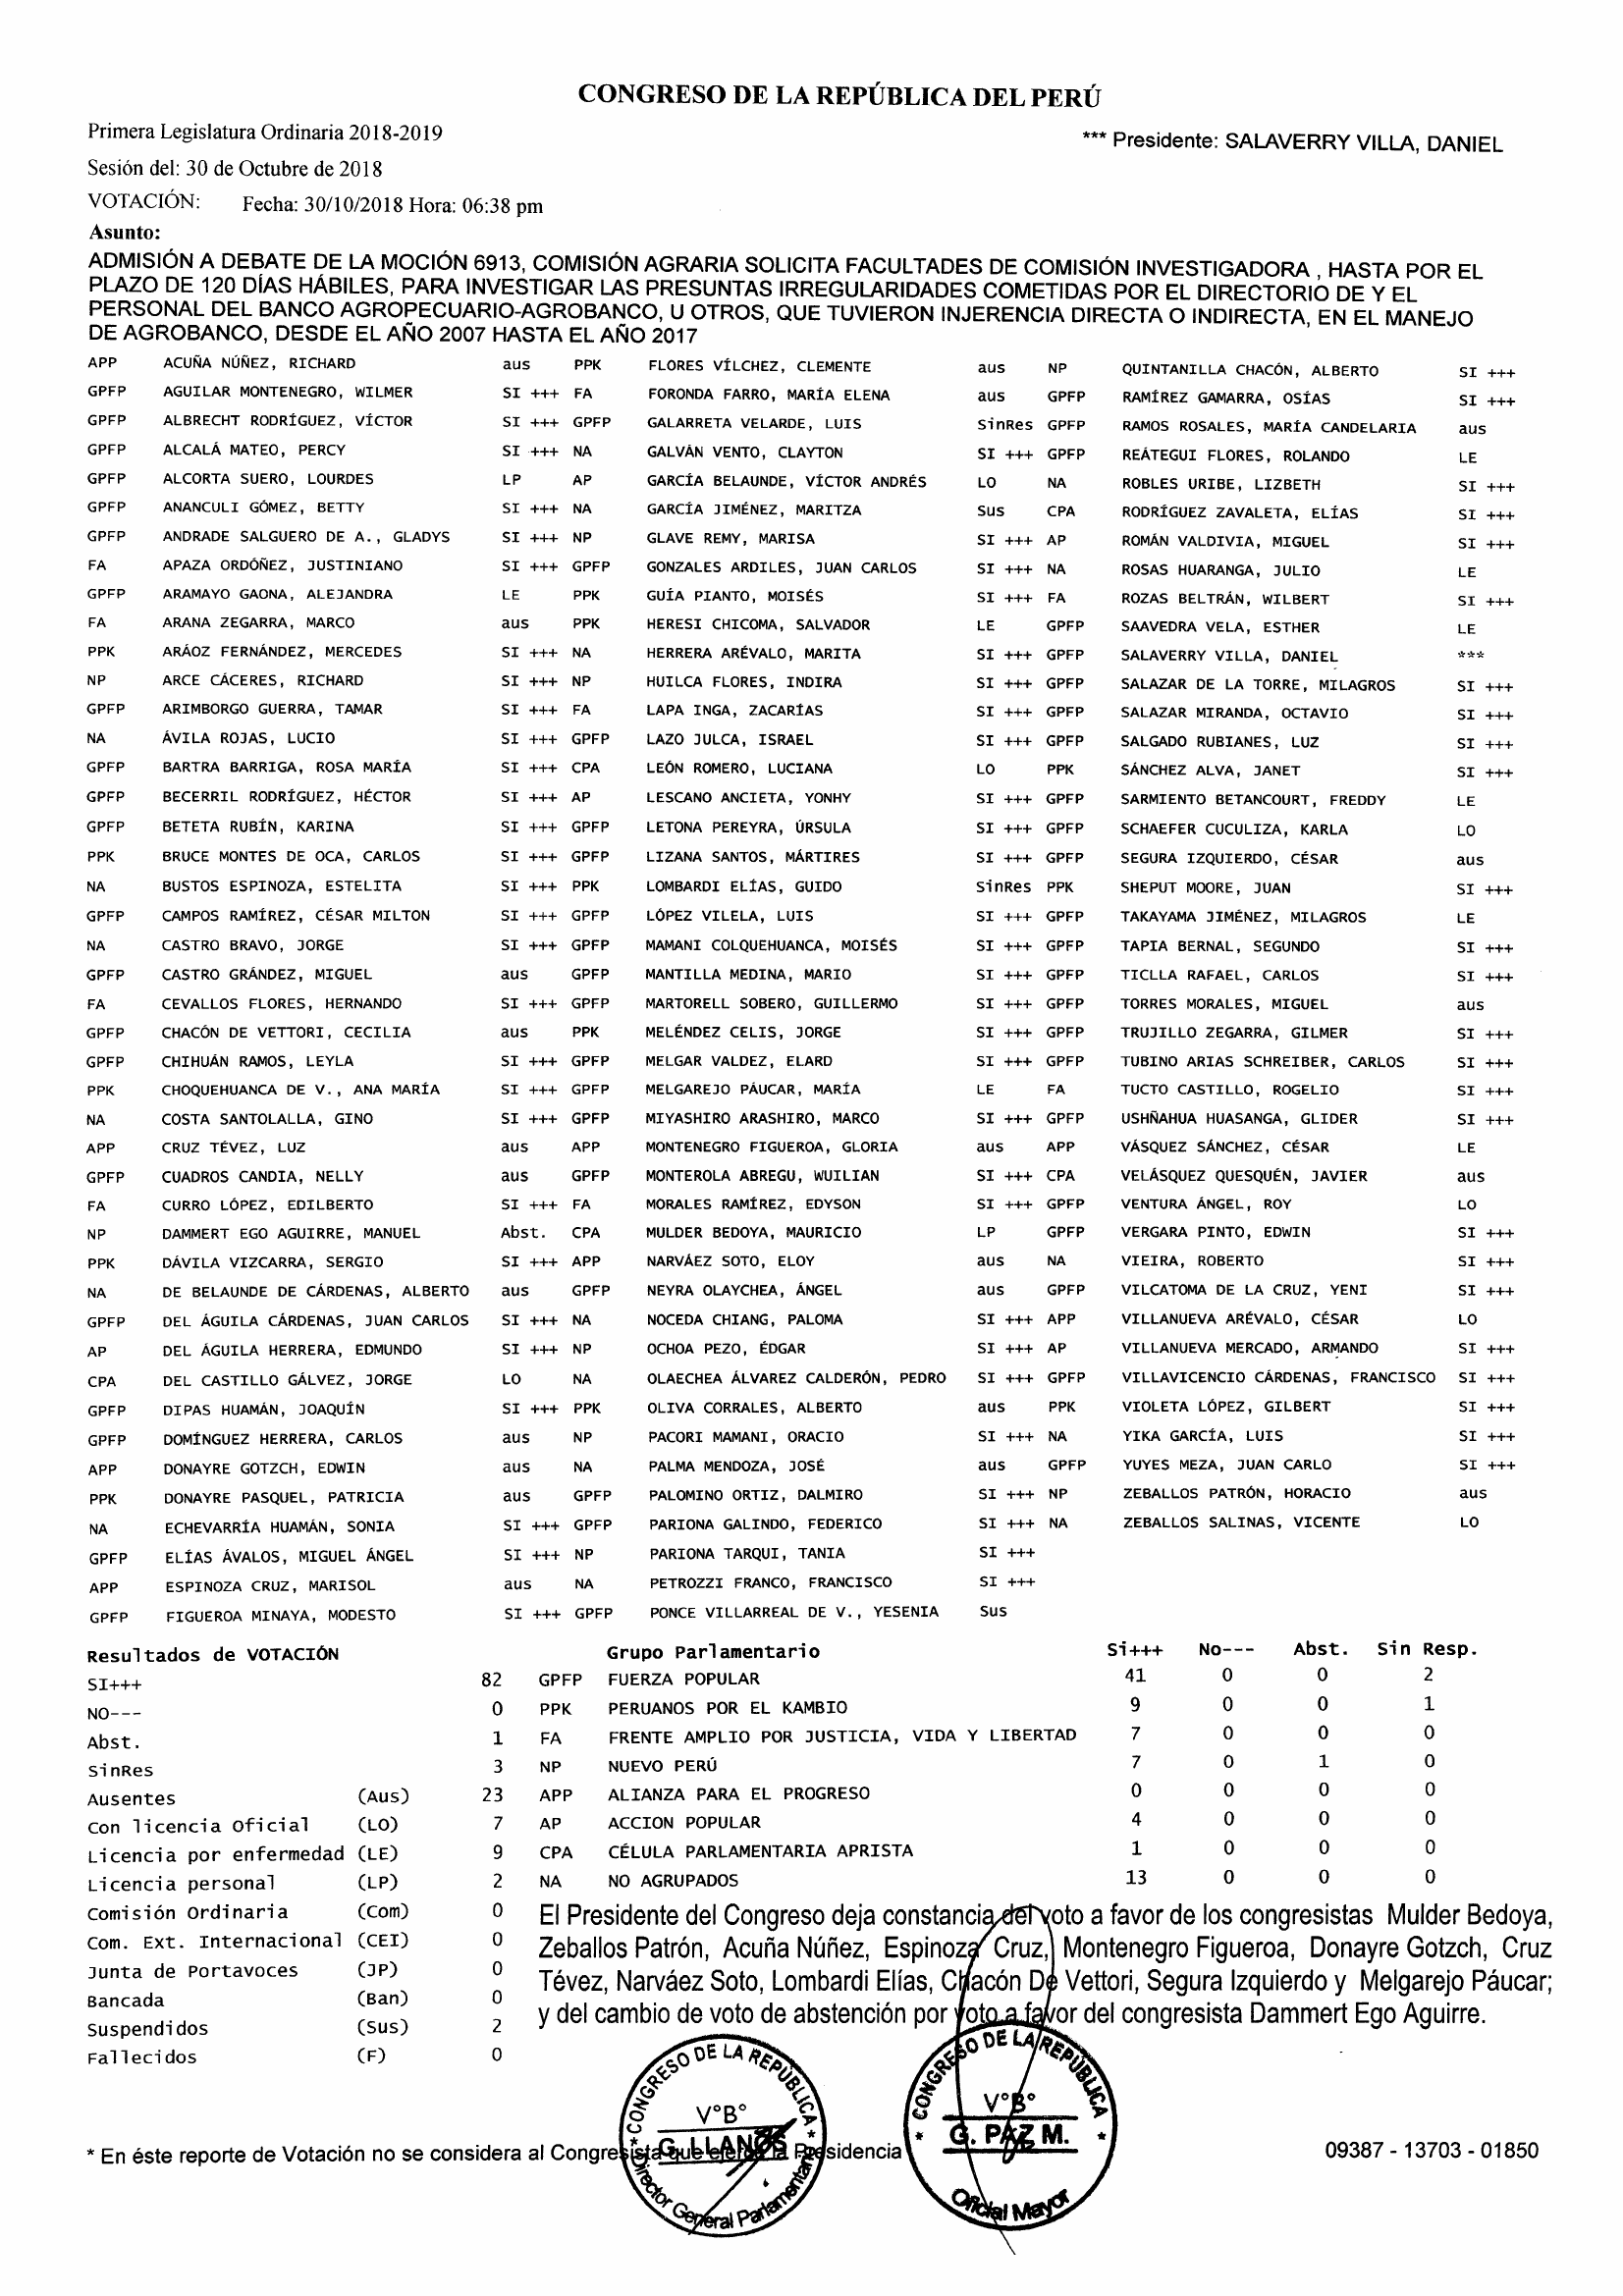 CONGRESO DE LA REPÚBLICA DEL PERÚ
Primera Legislatura Ordinaria 2018-2019
*** Presidente: SALAVERRY VILLA, DANIEL
Sesión del: 30 de Octubre de 2018
VOTACIÓN: Fecha: 30/10/2018 Hora: 06:38 pm
Asunto:
ADMISIÓN A DEBATE DE LA MOCIÓN 6913, COMISIÓN AGRARIA SOLICITA FACULTADES DE COMISIÓN INVESTIGADORA , HASTA POR EL
PLAZO DE 120 DÍAS HÁBILES, PARA INVESTIGAR LAS PRESUNTAS IRREGULARIDADES COMETIDAS POR EL DIRECTORIO DE Y EL
PERSONAL DEL BANCO AGROPECUARIO-AGROBANCO, U OTROS, QUE TUVIERON INJERENCIA DIRECTA O INDIRECTA, EN EL MANEJO
DE AGROBANCO, DESDE EL AÑO 2007 HASTA EL AÑO 2017
APP ACUÑA NÚÑEZ, RICHARD aus PPK FLORES VÍLCHEZ, CLEMENTE aus NP QUINTANILLA CHACÓN, ALBERTO SI +++
GPFP AGUILAR MONTENEGRO, WILMER SI +++ FA FORONDA FARRO, MARÍA ELENA aus GPFP RAMÍREZ GAMARRA, OSÍAS SI +++
GPFP ALBRECHT RODRÍGUEZ, VÍCTOR SI +++ GPFP GALARRETA VELARDE, LUIS SinRes GPFP RAMOS ROSALES, MARÍA CANDELARIA aus
GPFP ALCALÁ MATEO, PERCY SI +++ NA GALVÁN VENTO, CLAYTON SI +++ GPFP REÁTEGUI FLORES, ROLANDO LE
GPFP ALCORTA SUERO, LOURDES LP AP GARCÍA BELAUNDE, VÍCTOR ANDRÉS LO NA ROBLES URIBE, LIZBETH SI +++
GPFP ANANCULI GÓMEZ, BETTY SI +++ NA GARCÍA JIMÉNEZ, MARITZA Sus CPA RODRÍGUEZ ZAVALETA, ELÍAS SI +++
GPFP ANDRADE SALGUERO DE A., GLADYS SI +++ NP GLAVE REMY, MARISA SI +++ AP ROMÁN VALDIVIA, MIGUEL SI +++
FA APAZA ORDÓÑEZ, JUSTINIANO SI +++ GPFP GONZALES ARDILES, JUAN CARLOS SI +++ NA ROSAS HUARANGA, JULIO LE
GPFP ARAMAYO GAONA, ALEJANDRA LE PPK GUÍA PIANTO, MOISÉS SI +++ FA ROZAS BELTRÁN, WILBERT SI +++
FA ARANA ZEGARRA, MARCO aus PPK HERESI CHICOMA, SALVADOR LE GPFP SAAVEDRA VELA, ESTHER LE
PPK ARÁOZ FERNÁNDEZ, MERCEDES SI +++ NA HERRERA ARÉVALO, MARITA SI +++ GPFP SALAVERRY VILLA, DANIEL ***
NP ARCE CÁCERES, RICHARD SI +++ NP HUILCA FLORES, INDIRA SI +++ GPFP SALAZAR DE LA TORRE, MILAGROS SI +++
GPFP ARIMBORGO GUERRA, TAMAR SI +++ FA LAPA INGA, ZACARÍAS SI +++ GPFP SALAZAR MIRANDA, OCTAVIO SI +++
NA ÁVILA ROJAS, LUCIO SI +++ GPFP LAZO JULCA, ISRAEL SI +++ GPFP SALGADO RUBIANES, LUZ SI +++
GPFP BARTRA BARRIGA, ROSA MARÍA SI +++ CPA LEÓN ROMERO, LUCIANA LO PPK SÁNCHEZ ALVA, JANET SI +++
GPFP BECERRIL RODRÍGUEZ, HÉCTOR SI +++ AP LESCANO ANCIETA, YONHY SI +++ GPFP SARMIENTO BETANCOURT, FREDDY LE
GPFP BETETA RUBÍN, KARINA SI +++ GPFP LETONA PEREYRA, ÚRSULA SI +++ GPFP SCHAEFER CUCULIZA, KARLA LO
PPK BRUCE MONTES DE OCA, CARLOS SI +++ GPFP LIZANA SANTOS, MÁRTIRES SI +++ GPFP SEGURA IZQUIERDO, CÉSAR aus
NA BUSTOS ESPINOZA, ESTELITA SI +++ PPK LOMBARDI ELÍAS, GUIDO SinRes PPK SHEPUT MOORE, JUAN SI +++
GPFP CAMPOS RAMÍREZ, CÉSAR MILTON SI +++ GPFP LÓPEZ VILELA, LUIS SI +++ GPFP TAKAYAMA JIMÉNEZ, MILAGROS LE
NA CASTRO BRAVO, JORGE SI +++ GPFP MAMANI COLQUEHUANCA, MOISÉS SI +++ GPFP TAPIA BERNAL, SEGUNDO SI +++
GPFP CASTRO GRÁNDEZ, MIGUEL aus GPFP MANTILLA MEDINA, MARIO SI +++ GPFP TICLLA RAFAEL, CARLOS SI +++
FA CEVALLOS FLORES, HERNANDO SI +++ GPFP MARTORELL SOBERO, GUILLERMO SI +++ GPFP TORRES MORALES, MIGUEL aus
GPFP CHACÓN DE VETTORI, CECILIA aus PPK MELÉNDEZ CELIS, JORGE SI +++ GPFP TRUJILLO ZEGARRA, GILMER SI +++
GPFP CHIHUÁN RAMOS, LEYLA SI +++ GPFP MELGAR VALDEZ, ELARD SI +++ GPFP TUBINO ARIAS SCHREIBER, CARLOS SI +++
PPK CHOQUEHUANCA DE V., ANA MARÍA SI +++ GPFP MELGAREJO PÁUCAR, MARÍA LE FA TUCTO CASTILLO, ROGELIO SI +++
NA COSTA SANTOLALLA, GINO SI +++ GPFP MIYASHIRO ARASHIRO, MARCO SI +++ GPFP USHÑAHUA HUASANGA, GLIDER SI +++
APP CRUZ TÉVEZ, LUZ aus APP MONTENEGRO FIGUEROA, GLORIA aus APP VÁSQUEZ SÁNCHEZ, CÉSAR LE
GPFP CUADROS CANDIA, NELLY aus GPFP MONTEROLA ABREGU, WUILIAN SI +++ CPA VELÁSQUEZ QUESQUÉN, JAVIER aus
FA CURRO LÓPEZ, EDILBERTO SI +++ FA MORALES RAMÍREZ, EDYSON SI +++ GPFP VENTURA ÁNGEL, ROY LO
NP DAMMERT EGO AGUIRRE, MANUEL Abst. CPA MULDER BEDOYA, MAURICIO LP GPFP VERGARA PINTO, EDWIN SI +++
PPK DÁVILA VIZCARRA, SERGIO SI +++ APP NARVÁEZ SOTO, ELOY aus NA VIEIRA, ROBERTO SI +++
NA DE BELAUNDE DE CÁRDENAS, ALBERTO aus GPFP NEYRA OLAYCHEA, ÁNGEL aus GPFP VILCATOMA DE LA CRUZ, YENI SI +++
GPFP DEL ÁGUILA CÁRDENAS, JUAN CARLOS SI +++ NA NOCEDA CHIANG, PALOMA SI +++ APP VILLANUEVA ARÉVALO, CÉSAR LO
AP DEL ÁGUILA HERRERA, EDMUNDO SI +++ NP OCHOA PEZO, ÉDGAR SI +++ AP VILLANUEVA MERCADO, ARMANDO SI +++
CPA DEL CASTILLO GÁLVEZ, JORGE LO NA OLAECHEA ÁLVAREZ CALDERÓN, PEDRO SI +++ GPFP VILLAVICENCIO CÁRDENAS, FRANCISCO SI +++
GPFP DIPAS HUAMÁN, JOAQUÍN SI +++ PPK OLIVA CORRALES, ALBERTO aus PPK VIOLETA LÓPEZ, GILBERT SI +++
GPFP DOMÍNGUEZ HERRERA, CARLOS aus NP PACORI MAMANI, ORACIO SI +++ NA YIKA GARCÍA, LUIS SI +++
APP DONAYRE GOTZCH, EDWIN aus NA PALMA MENDOZA, JOSÉ aus GPFP YUYES MEZA, JUAN CARLO SI +++
PPK DONAYRE PASQUEL, PATRICIA aus GPFP PALOMINO ORTIZ, DALMIRO SI +++ NP ZEBALLOS PATRÓN, HORACIO aus
NA ECHEVARRÍA HUAMÁN, SONIA SI +++ GPFP PARIONA GALINDO, FEDERICO SI +++ NA ZEBALLOS SALINAS, VICENTE LO
GPFP ELÍAS ÁVALOS, MIGUEL ÁNGEL SI +++ NP PARIONA TARQUI, TANIA SI +++
APP ESPINOZA CRUZ, MARISOL aus NA PETROZZI FRANCO, FRANCISCO SI +++
GPFP FIGUEROA MINAYA, MODESTO SI +++ GPFP PONCE VILLARREAL DE V., YESENIA Sus
Resultados de VOTACIÓN Grupo Parlamentario Si+++ No--- Abst. Sin Resp.
SI+++ 82 GPFP FUERZA POPULAR 41 0 0 2
NO--- 0 PPK PERUANOS POR EL KAMBIO 9 0 0 1
Abst. 1 FA FRENTE AMPLIO POR JUSTICIA, VIDA Y LIBERTAD 7 0 0 0
SinRes 3 NP NUEVO PERÚ 7 0 1 0
Ausentes (Aus) 23 APP ALIANZA PARA EL PROGRESO 0 0 0 0
Con licencia Oficial (LO) 7 AP ACCION POPULAR 4 0 0 0
Licencia por enfermedad (LE) 9 CPA CÉLULA PARLAMENTARIA APRISTA 1 0 0 0
Licencia personal (LP) 2 NA NO AGRUPADOS 13 0 0 0
Comisión Ordinaria (Com) 0
Com. Ext. Internacional (CEI) 0
Junta de Portavoces (JP) 0
Bancada (Ban) 0
Suspendidos (Sus) 2
Fallecidos (F) 0
El Presidente del Congreso deja constancia del voto a favor de los congresistas Mulder Bedoya,
Zeballos Patrón, Acuña Núñez, Espinoza Cruz, Montenegro Figueroa, Donayre Gotzch, Cruz
Tévez, Narváez Soto, Lombardi Elías, Chacón De Vettori, Segura Izquierdo y Melgarejo Páucar;
y del cambio de voto de abstención por voto a favor del congresista Dammert Ego Aguirre.
* CONGRESO DE LA REPÚBLICA *
V°B°
G. LLANOS
Director General Parlamentario
* CONGRESO DE LA REPÚBLICA *
V°B°
G. PAZ M.
Oficial Mayor
* En éste reporte de Votación no se considera al Congresista que ejerce la Presidencia
09387 - 13703 - 01850